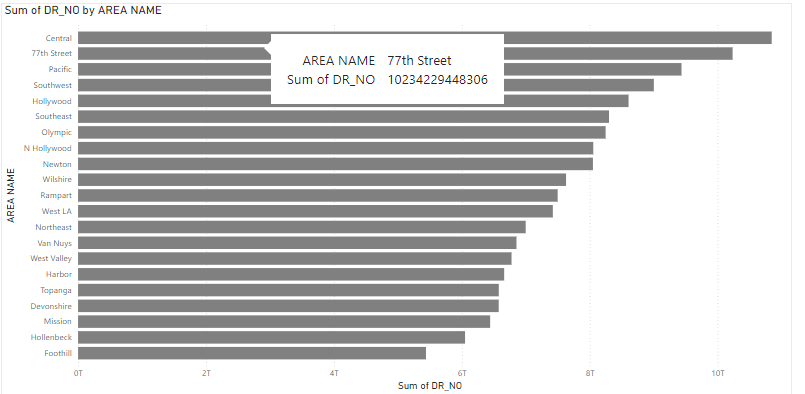 Sum of DR_NO by AREA NAME
Central
77th Street
Pacific
Southwest
Hollywood
Southeast
Olympic
N Hollywood
Newton
Wilshire
Rampart
West LA
Northeast
Van Nuys
West Valley
Harbor
Topanga
Devonshire
Mission
Hollenbeck
Foothill
AREA NAME
AREA NAME 77th Street
Sum of DR_NO 10234229448306
0T 2T 4T 6T 8T 10T
Sum of DR_NO